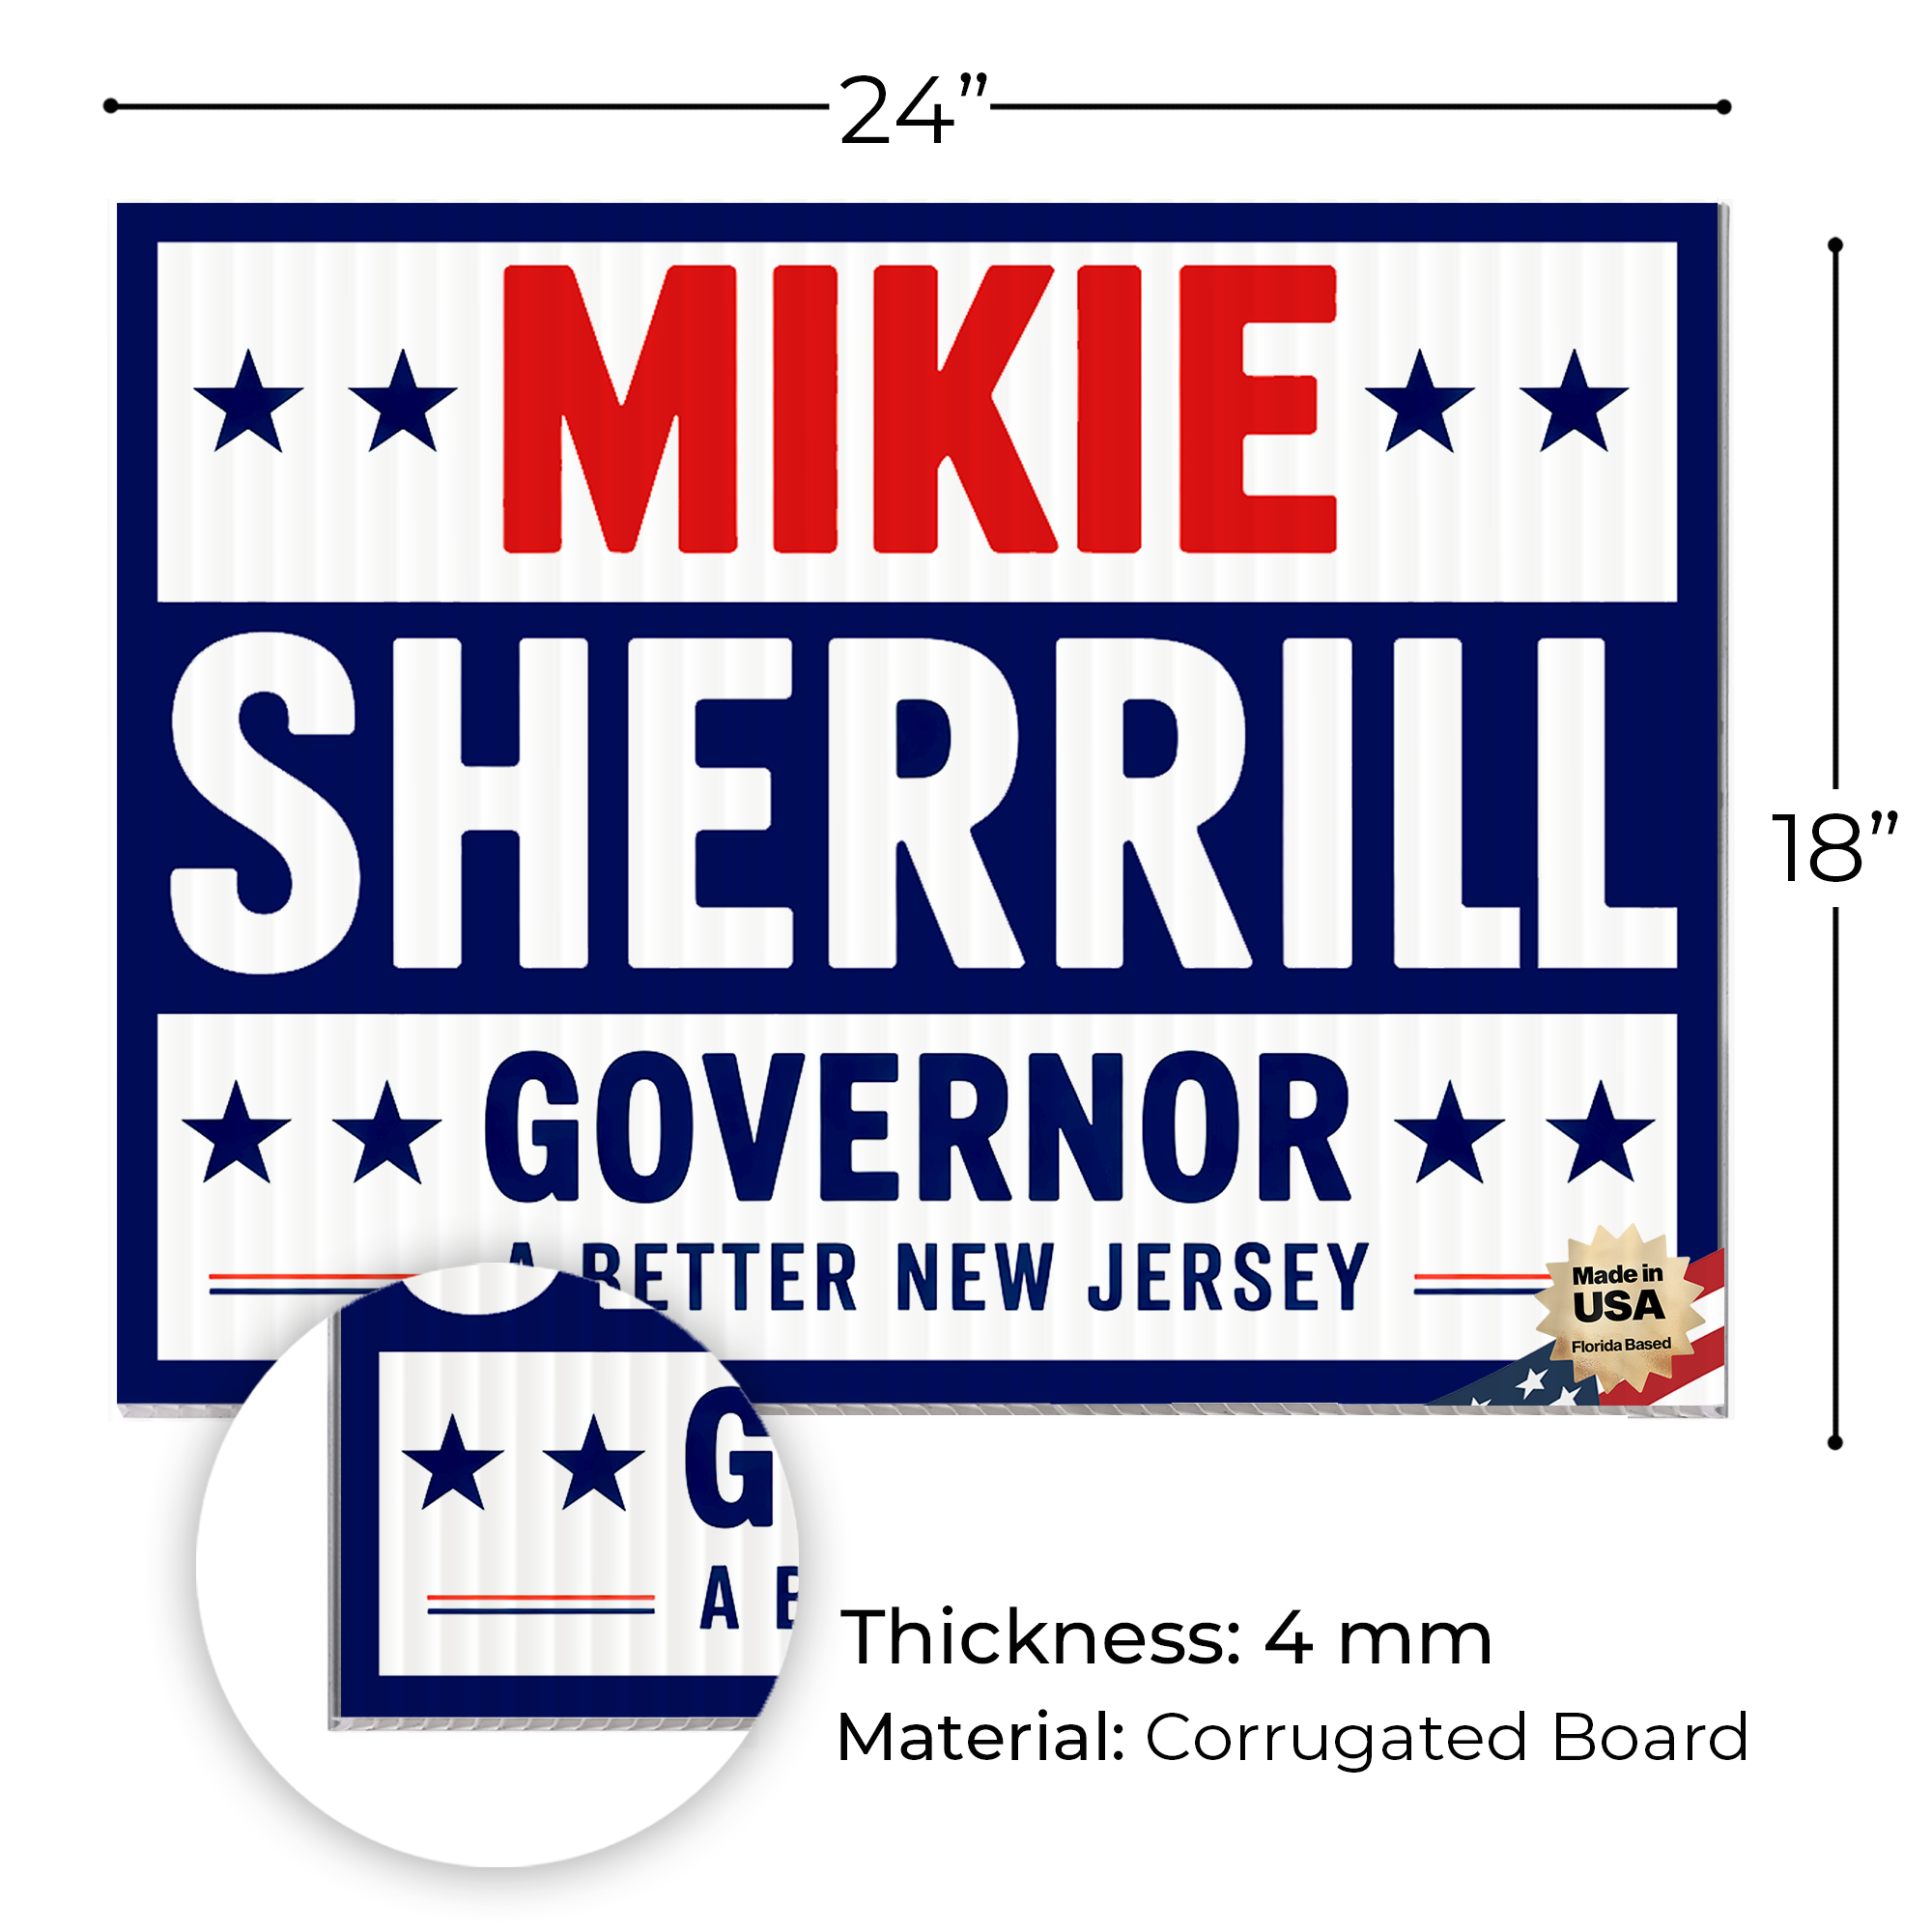 24”
MIKIE
SHERRILL
18”
GOVERNOR
A BETTER NEW JERSEY
Made in
USA
Florida Based
G
A B
Thickness: 4 mm
Material: Corrugated Board